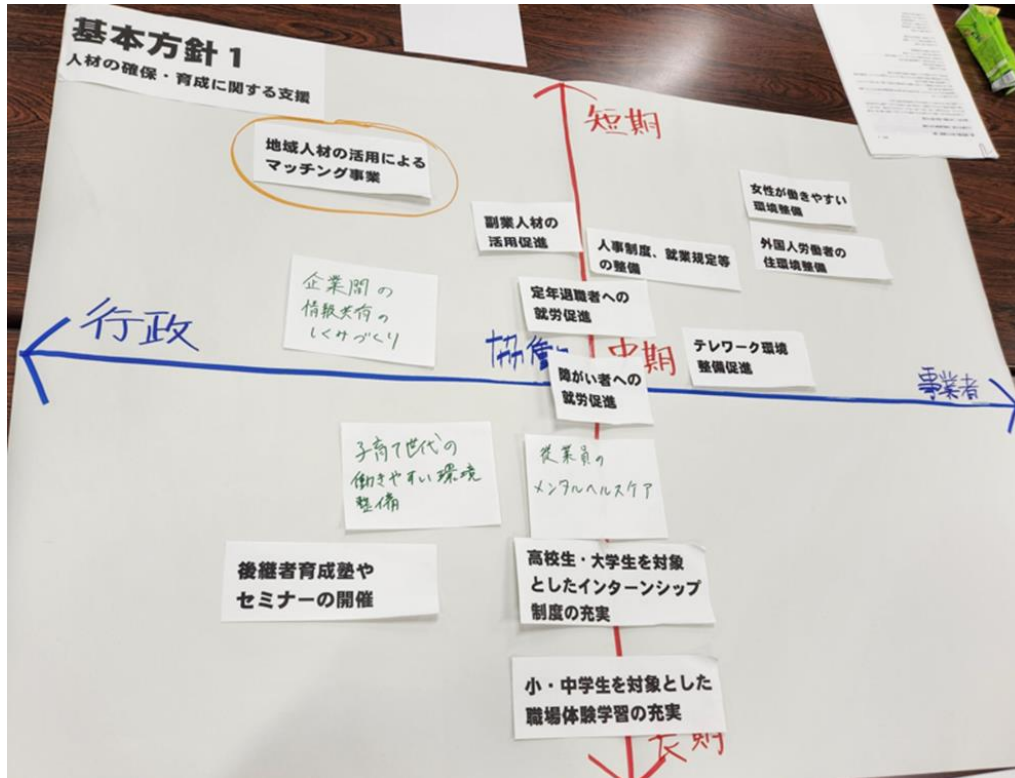 基本方針1
人材の確保・育成に関する支援
短期
地域人材の活用による
マッチング事業
女性が働きやすい
環境整備
副業人材の
活用促進
人事制度、就業規定等
の整備
外国人労働者の
住環境整備
企業間の
情報共有の
しくみづくり
定年退職者への
就労促進
行政
協働
中期
テレワーク環境
整備促進
障がい者への
就労促進
事業者
子育て世代の
働きやすい環境
整備
従業員の
メンタルヘルスケア
後継者育成塾や
セミナーの開催
高校生・大学生を対象
としたインターンシップ
制度の充実
小・中学生を対象とした
職場体験学習の充実
長期